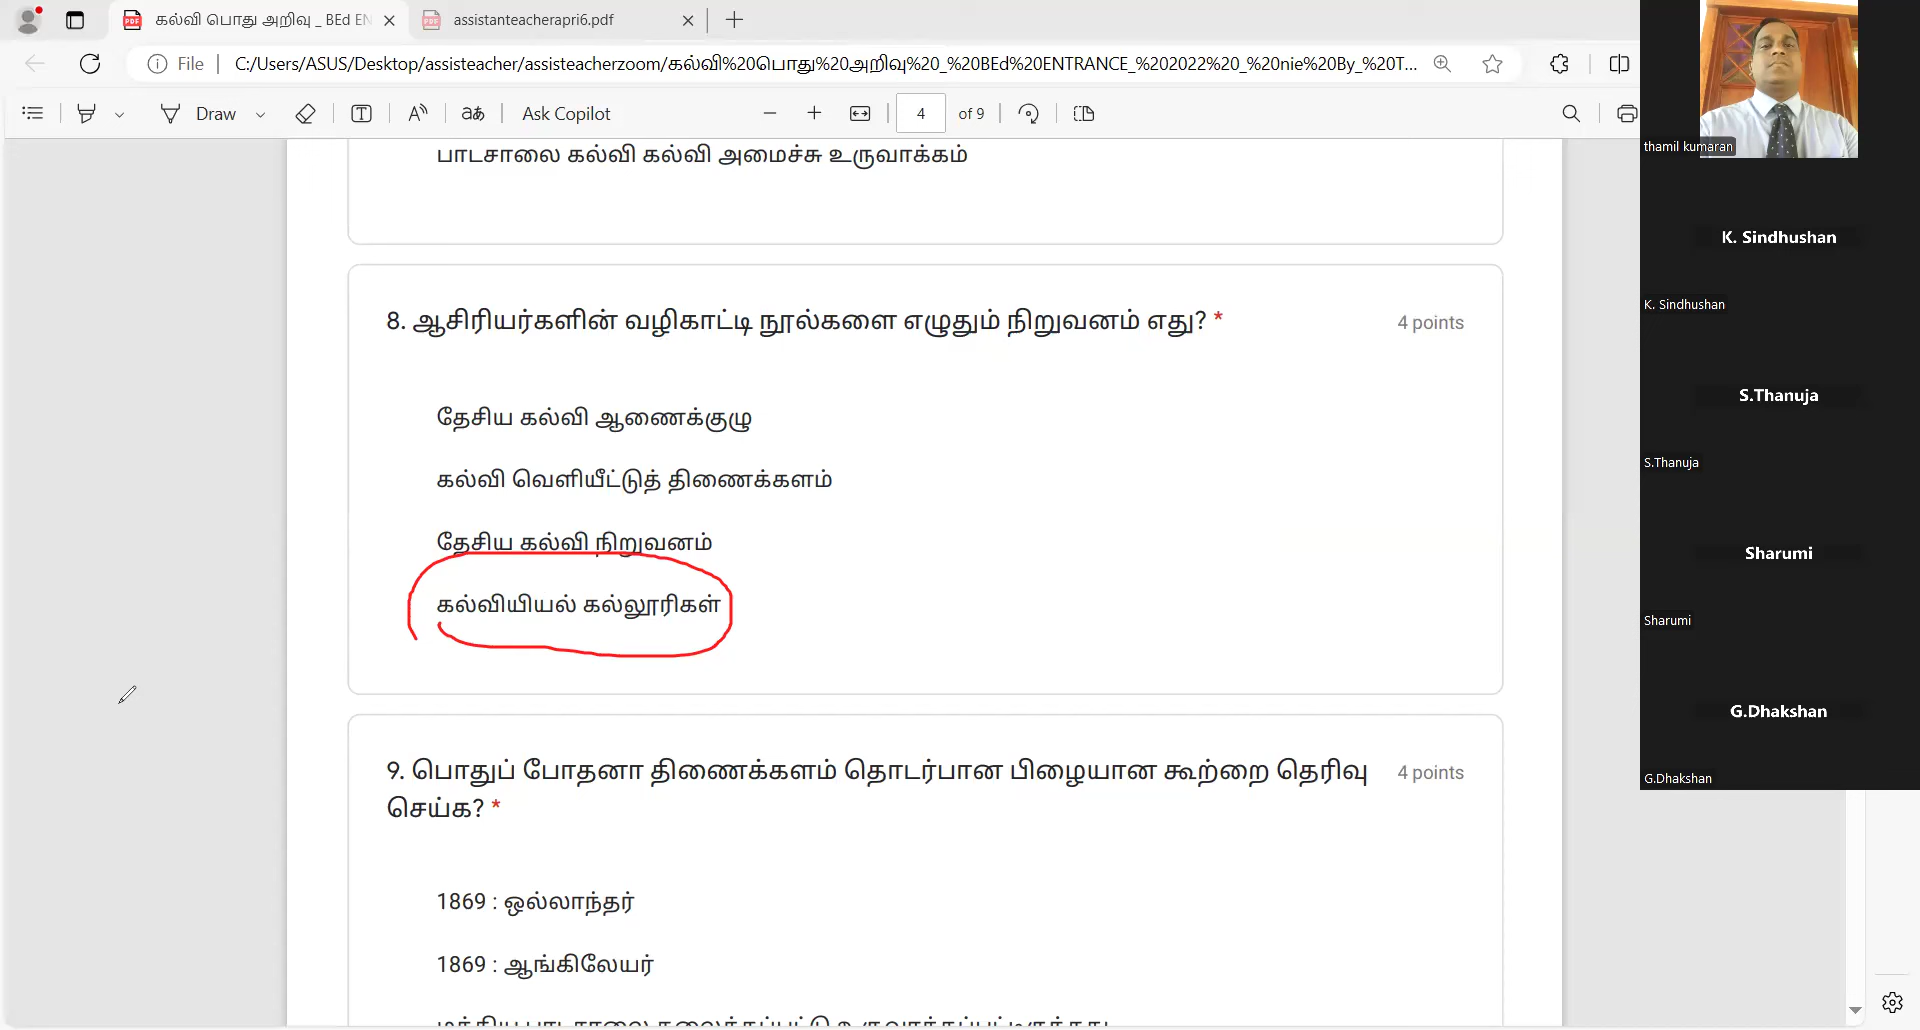 கல்வி பொது அறிவு _ BEd EN
assistanteacherapri6.pdf
File
C:/Users/ASUS/Desktop/assisteacher/assisteacherzoom/கல்வி%20பொது%20அறிவு%20_%20BEd%20ENTRANCE_%202022%20_%20nie%20By_%20T...
Draw
aあ
Ask Copilot
4 of 9
பாடசாலை கல்வி கல்வி அமைச்சு உருவாக்கம்
8. ஆசிரியர்களின் வழிகாட்டி நூல்களை எழுதும் நிறுவனம் எது? *
4 points
தேசிய கல்வி ஆணைக்குழு
கல்வி வெளியீட்டுத் திணைக்களம்
தேசிய கல்வி நிறுவனம்
கல்வியியல் கல்லூரிகள்
9. பொதுப் போதனா திணைக்களம் தொடர்பான பிழையான கூற்றை தெரிவு
செய்க? *
4 points
1869 : ஒல்லாந்தர்
1869 : ஆங்கிலேயர்
thamil kumaran
K. Sindhushan
K. Sindhushan
S.Thanuja
S.Thanuja
Sharumi
Sharumi
G.Dhakshan
G.Dhakshan